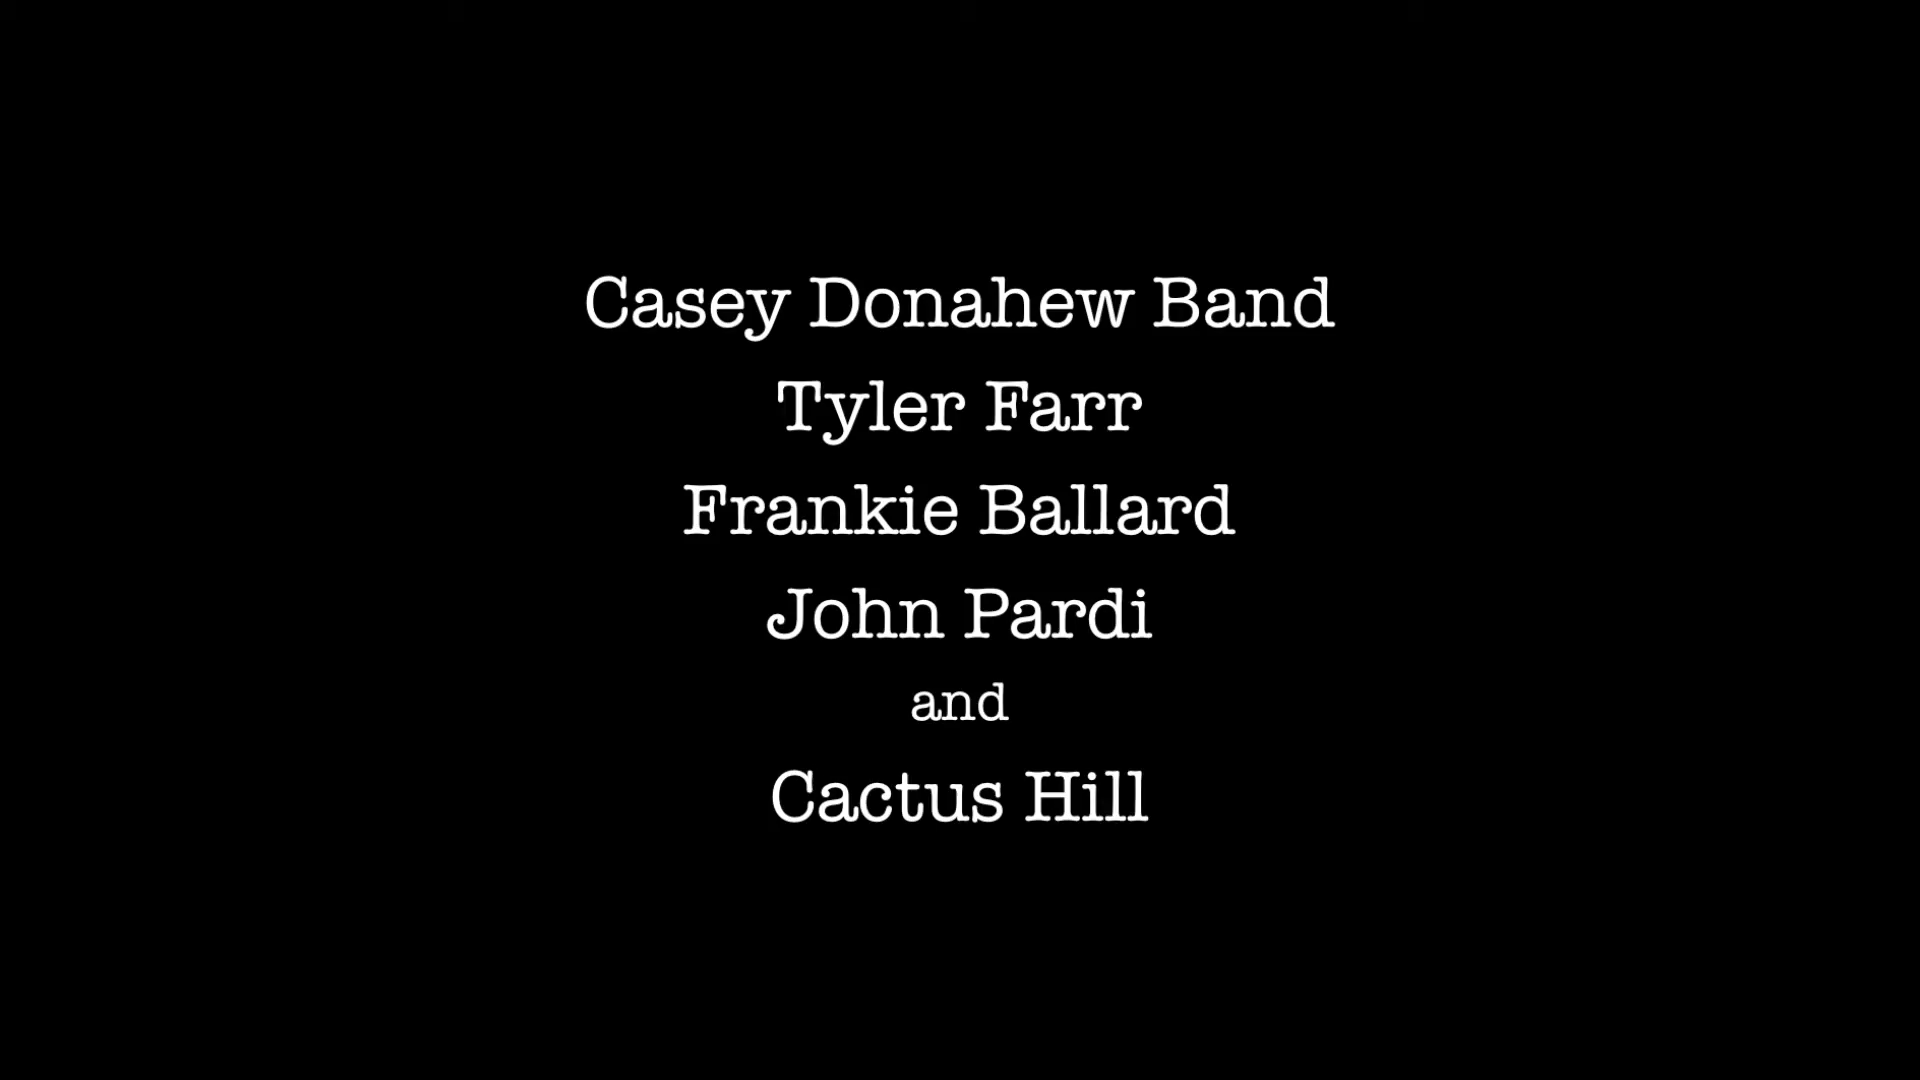 Casey Donahew Band
Tyler Farr
Frankie Ballard
John Pardi
and
Cactus Hill